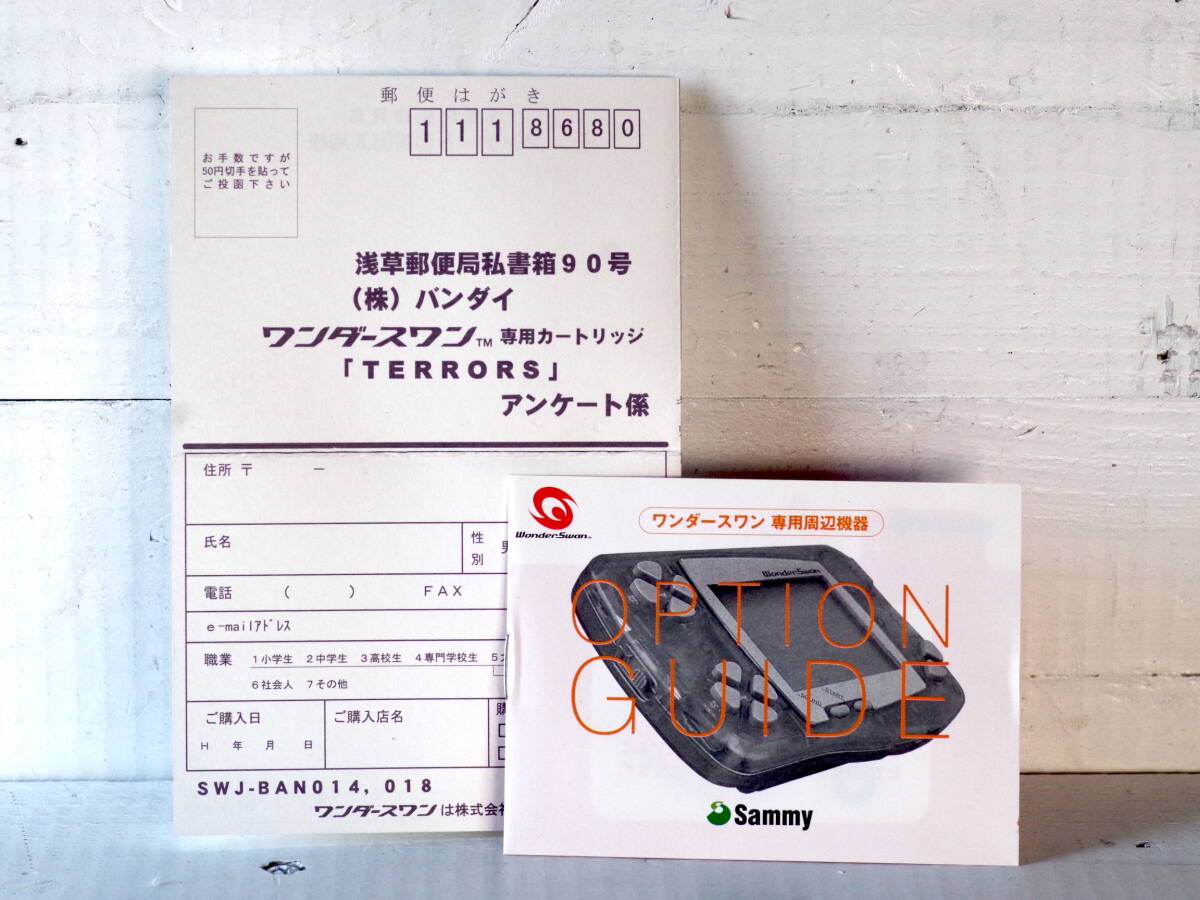 郵便はがき
111 8680
お手数ですが
50円切手を貼って
ご投函下さい
浅草郵便局私書箱90号
(株)バンダイ
ワンダースワン™ 専用カートリッジ
「TERRORS」
アンケート係
住所 〒 −
氏名
性別 男
電話 ( ) FAX
e-mailアドレス
職業 1小学生 2中学生 3高校生 4専門学校生 5
6社会人 7その他
ご購入日
H 年 月 日
ご購入店名
購
SWJ-BAN014, 018
ワンダースワンは株式会
WonderSwan™
ワンダースワン 専用周辺機器
WonderSwan
OPTION
GUIDE
Sammy